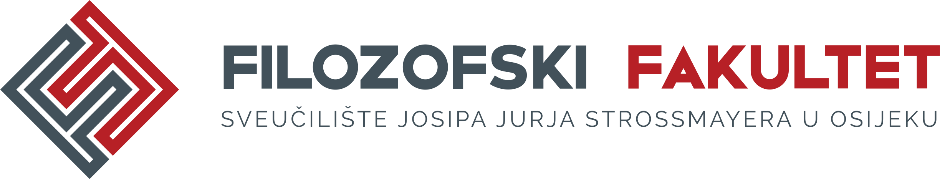 FILOZOFSKI FAKULTET
SVEUČILIŠTE JOSIPA JURJA STROSSMAYERA U OSIJEKU